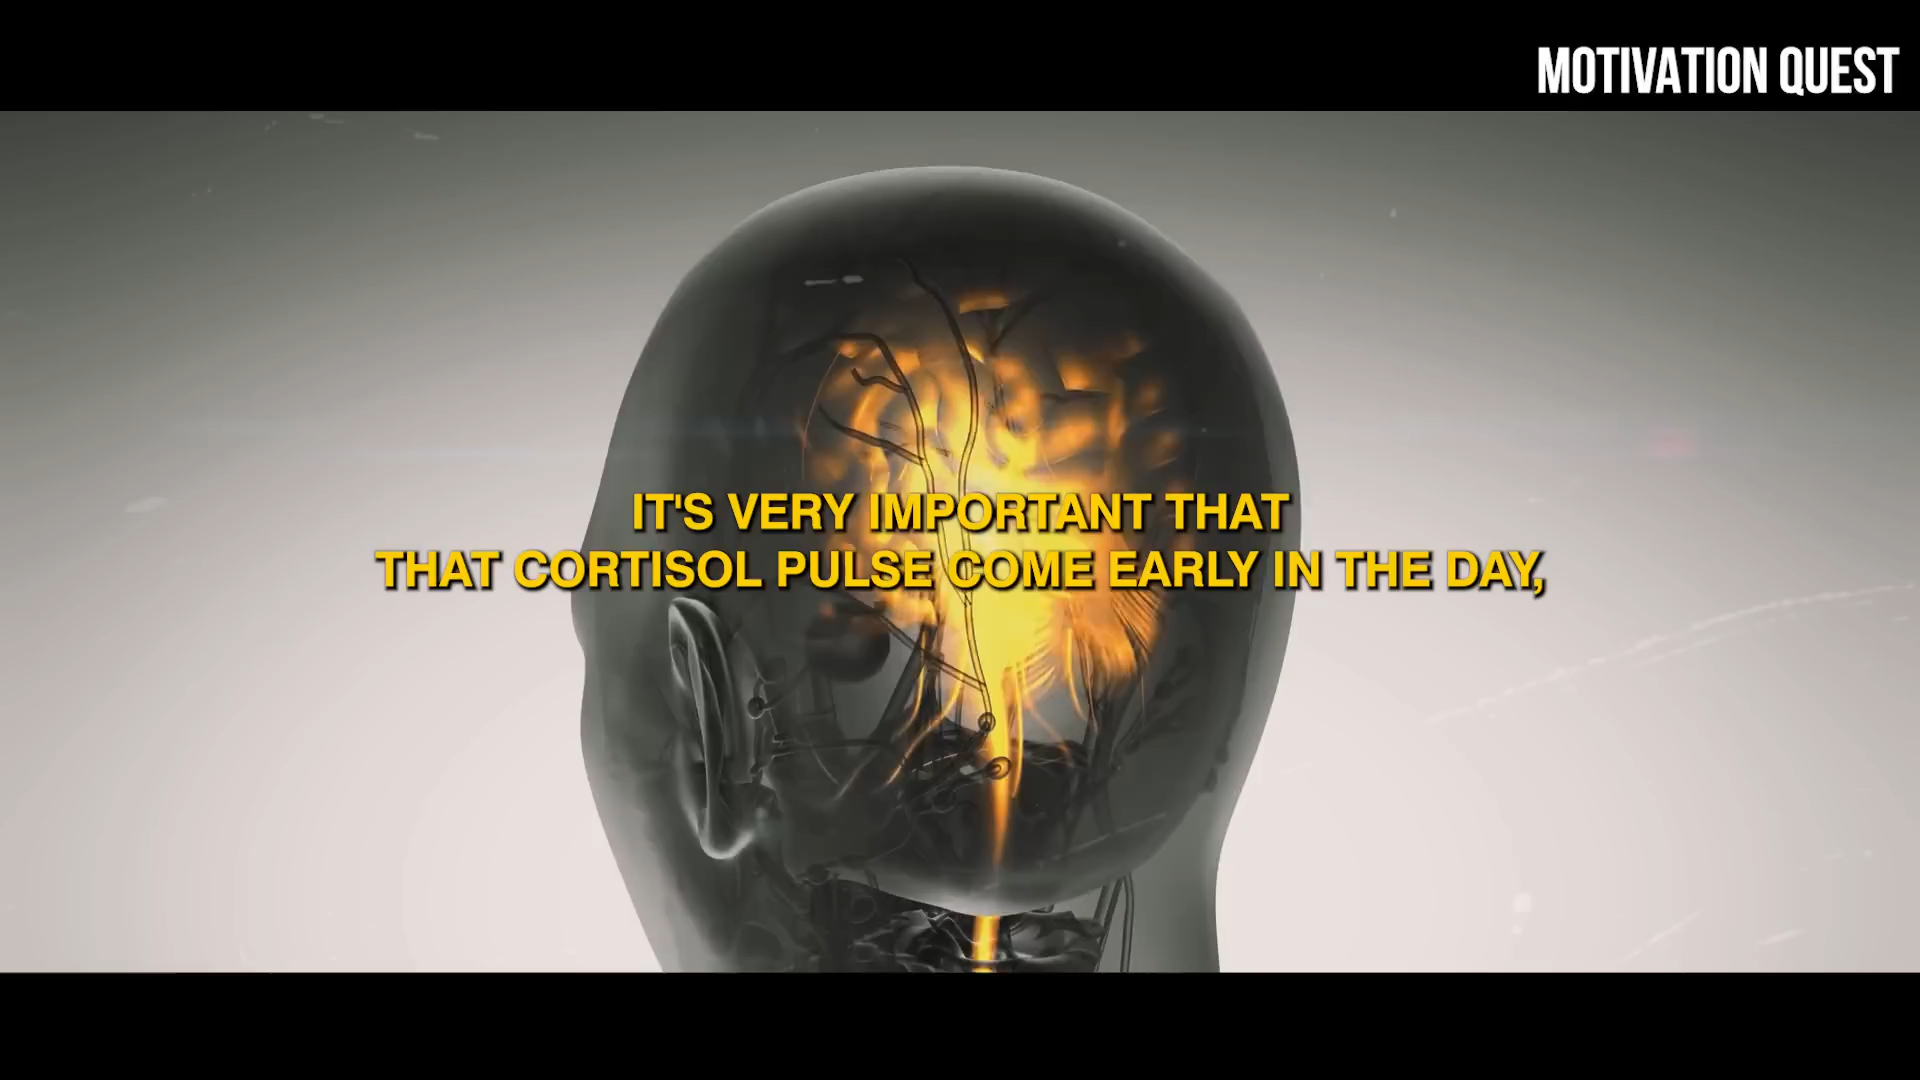 MOTIVATION QUEST
IT'S VERY IMPORTANT THAT
THAT CORTISOL PULSE COME EARLY IN THE DAY,